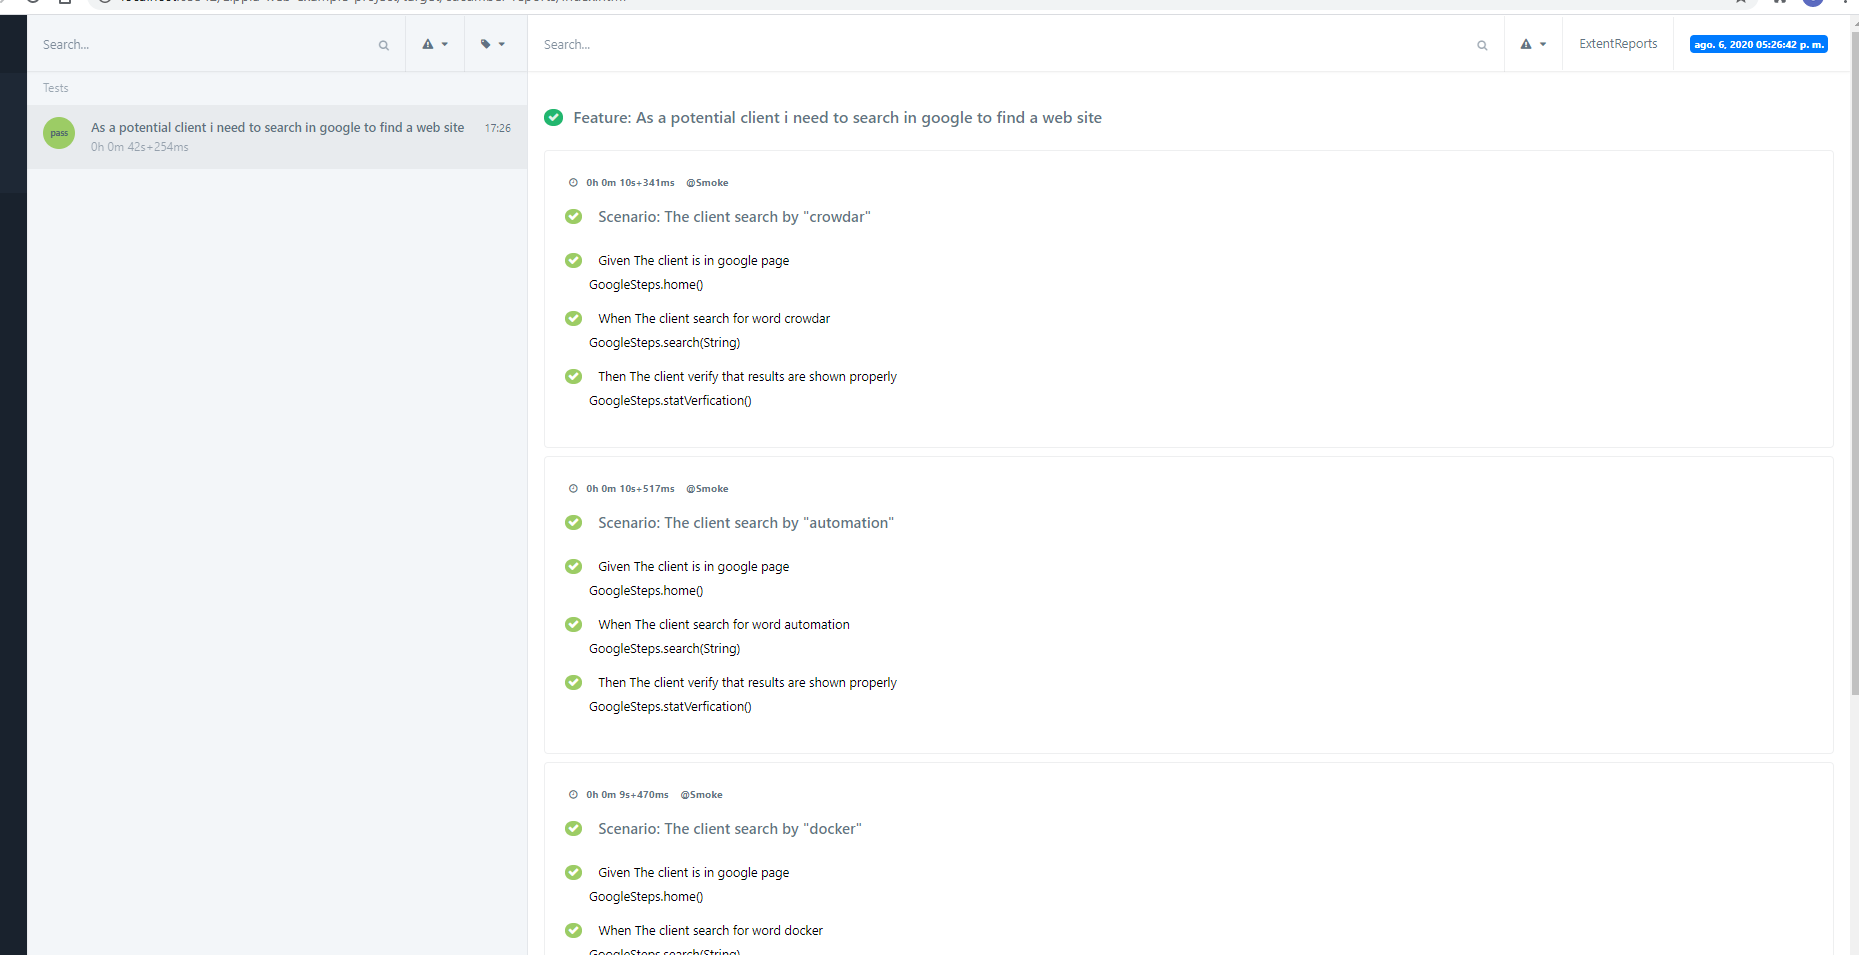 Search...
Search...
ExtentReports
ago. 6, 2020 05:26:42 p. m.
Tests
pass
As a potential client i need to search in google to find a web site
17:26
0h 0m 42s+254ms
Feature: As a potential client i need to search in google to find a web site
0h 0m 10s+341ms @Smoke
Scenario: The client search by "crowdar"
Given The client is in google page
GoogleSteps.home()
When The client search for word crowdar
GoogleSteps.search(String)
Then The client verify that results are shown properly
GoogleSteps.statVerfication()
0h 0m 10s+517ms @Smoke
Scenario: The client search by "automation"
Given The client is in google page
GoogleSteps.home()
When The client search for word automation
GoogleSteps.search(String)
Then The client verify that results are shown properly
GoogleSteps.statVerfication()
0h 0m 9s+470ms @Smoke
Scenario: The client search by "docker"
Given The client is in google page
GoogleSteps.home()
When The client search for word docker
GoogleSteps.search(String)